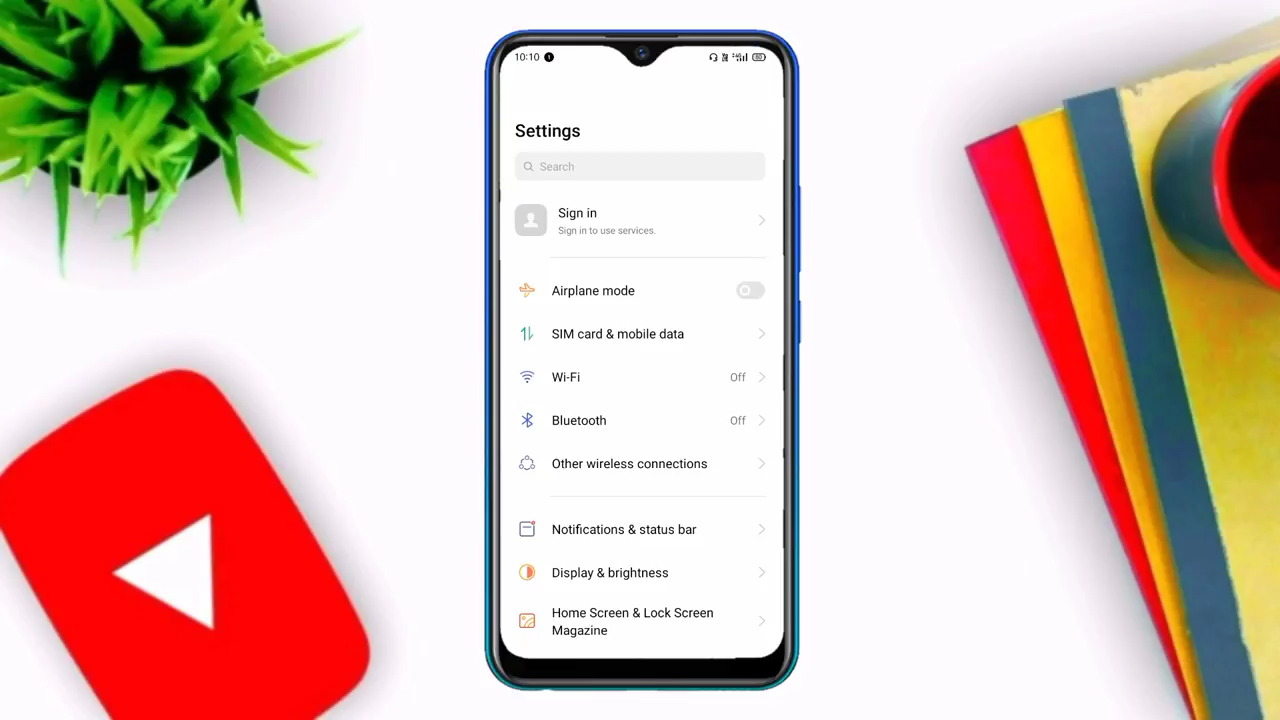 10:10
Settings
Search
Sign in
Sign in to use services.
Airplane mode
SIM card & mobile data
Wi-Fi Off
Bluetooth Off
Other wireless connections
Notifications & status bar
Display & brightness
Home Screen & Lock Screen
Magazine